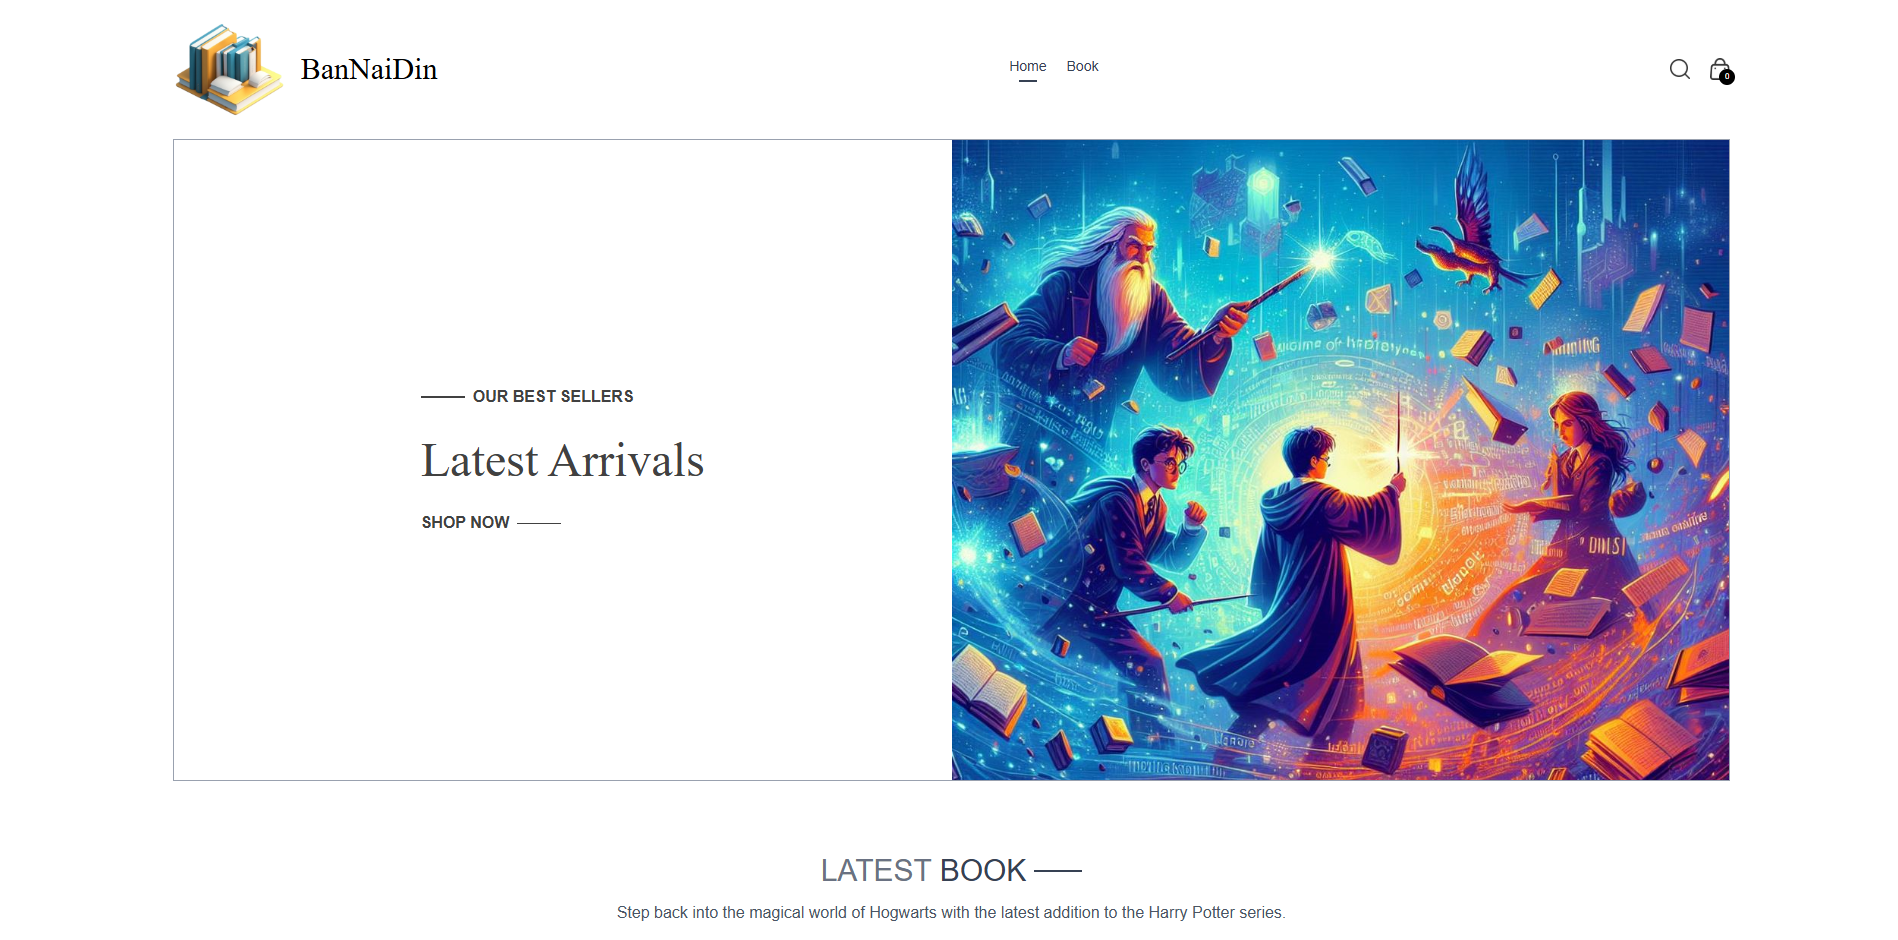 BanNaiDin
Home Book
0
OUR BEST SELLERS
Latest Arrivals
SHOP NOW
LATEST BOOK
Step back into the magical world of Hogwarts with the latest addition to the Harry Potter series.